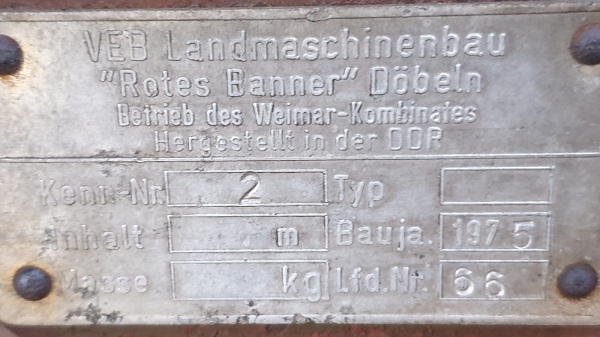 VEB Landmaschinenbau
"Rotes Banner" Döbeln
Betrieb des Weimar-Kombinates
Hergestellt in der DDR
Kenn-Nr. 2 Typ
Anhalt m Bauja. 1975
Masse kg Lfd.Nr. 66